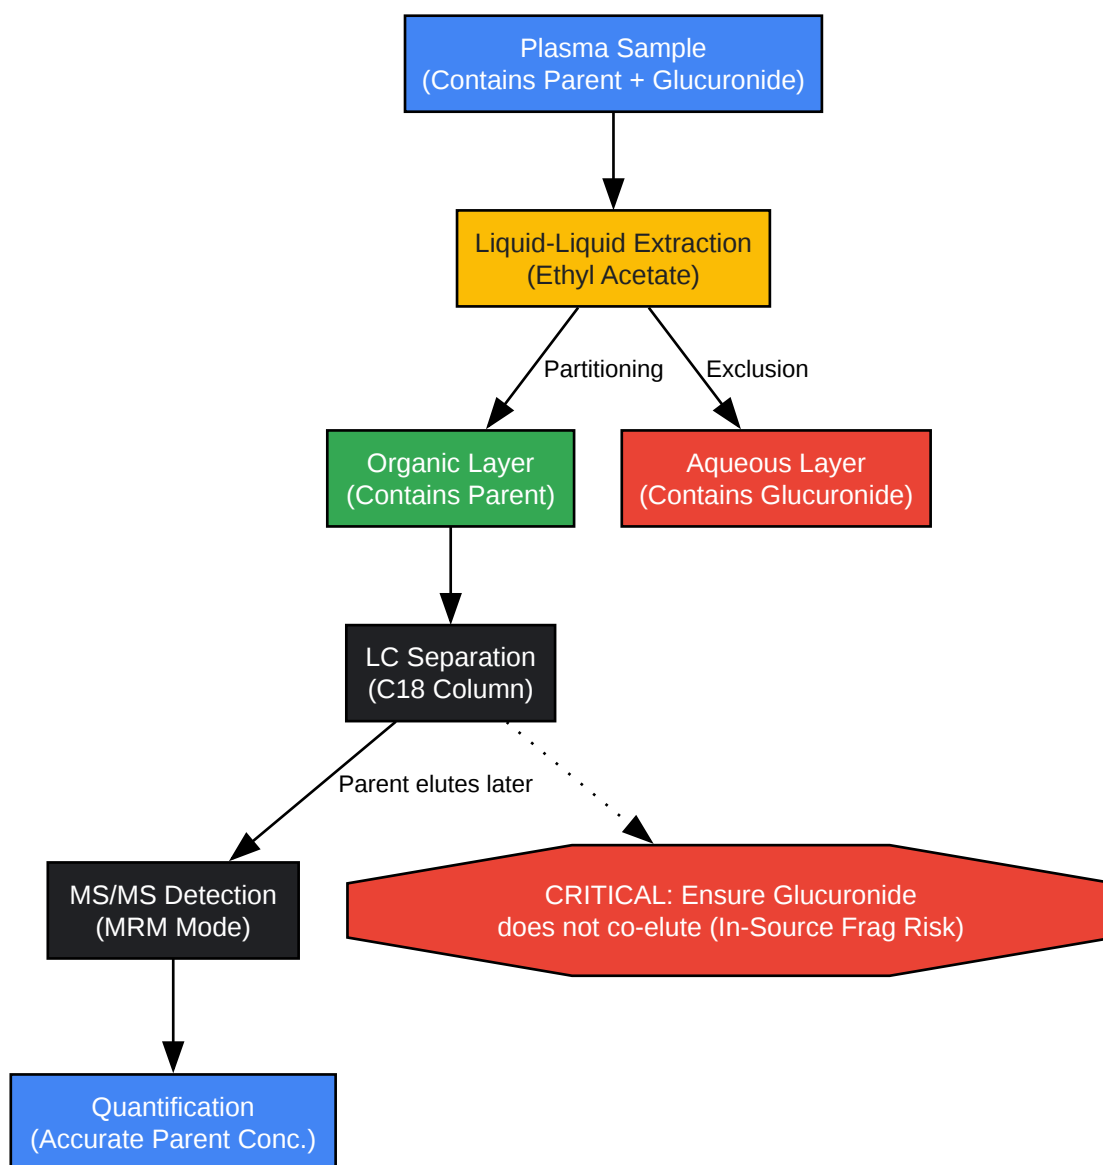 Plasma Sample
(Contains Parent + Glucuronide)
Liquid-Liquid Extraction
(Ethyl Acetate)
Partitioning
Exclusion
Organic Layer
(Contains Parent)
Aqueous Layer
(Contains Glucuronide)
LC Separation
(C18 Column)
Parent elutes later
MS/MS Detection
(MRM Mode)
CRITICAL: Ensure Glucuronide
does not co-elute (In-Source Frag Risk)
Quantification
(Accurate Parent Conc.)